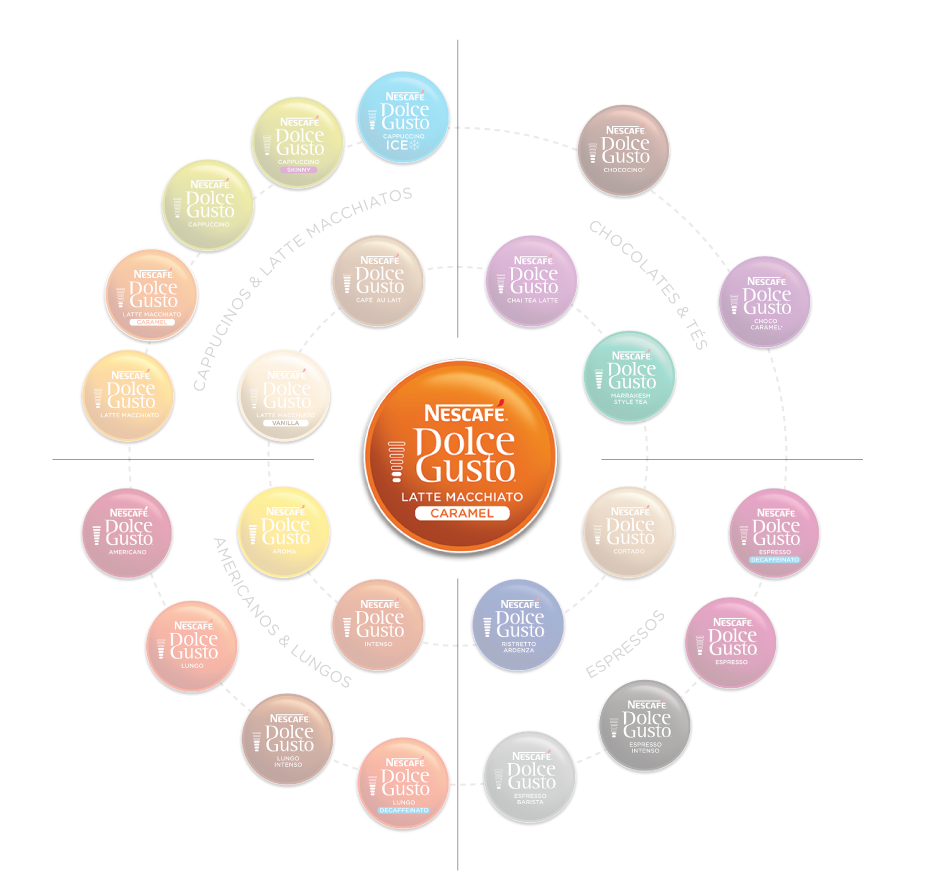 NESCAFÉ
Dolce
Gusto
CAPPUCCINO
ICE
NESCAFÉ
Dolce
Gusto
CAPPUCCINO
SKINNY
NESCAFÉ
Dolce
Gusto
CAPPUCCINO
NESCAFÉ
Dolce
Gusto
LATTE MACCHIATO
CARAMEL
NESCAFÉ
Dolce
Gusto
LATTE MACCHIATO
CAPPUCINOS & LATTE MACCHIATOS
NESCAFÉ
Dolce
Gusto
CAFÉ AU LAIT
NESCAFÉ
Dolce
Gusto
LATTE MACCHIATO
VANILLA
NESCAFÉ
Dolce
Gusto
CHOCOCINO
CHOCOLATES & TÉS
NESCAFÉ
Dolce
Gusto
CHAI TEA LATTE
NESCAFÉ
Dolce
Gusto
CHOCO
CARAMEL
NESCAFÉ
Dolce
Gusto
MARRAKESH
STYLE TEA
NESCAFÉ
Dolce
Gusto
LATTE MACCHIATO
CARAMEL
NESCAFÉ
Dolce
Gusto
AMERICANO
NESCAFÉ
Dolce
Gusto
AROMA
AMERICANOS & LUNGOS
NESCAFÉ
Dolce
Gusto
LUNGO
NESCAFÉ
Dolce
Gusto
INTENSO
NESCAFÉ
Dolce
Gusto
LUNGO
INTENSO
NESCAFÉ
Dolce
Gusto
LUNGO
DECAFFEINATO
NESCAFÉ
Dolce
Gusto
CORTADO
NESCAFÉ
Dolce
Gusto
ESPRESSO
DECAFFEINATO
NESCAFÉ
Dolce
Gusto
RISTRETTO
ARDENZA
ESPRESSOS
NESCAFÉ
Dolce
Gusto
ESPRESSO
NESCAFÉ
Dolce
Gusto
ESPRESSO
INTENSO
NESCAFÉ
Dolce
Gusto
ESPRESSO
BARISTA